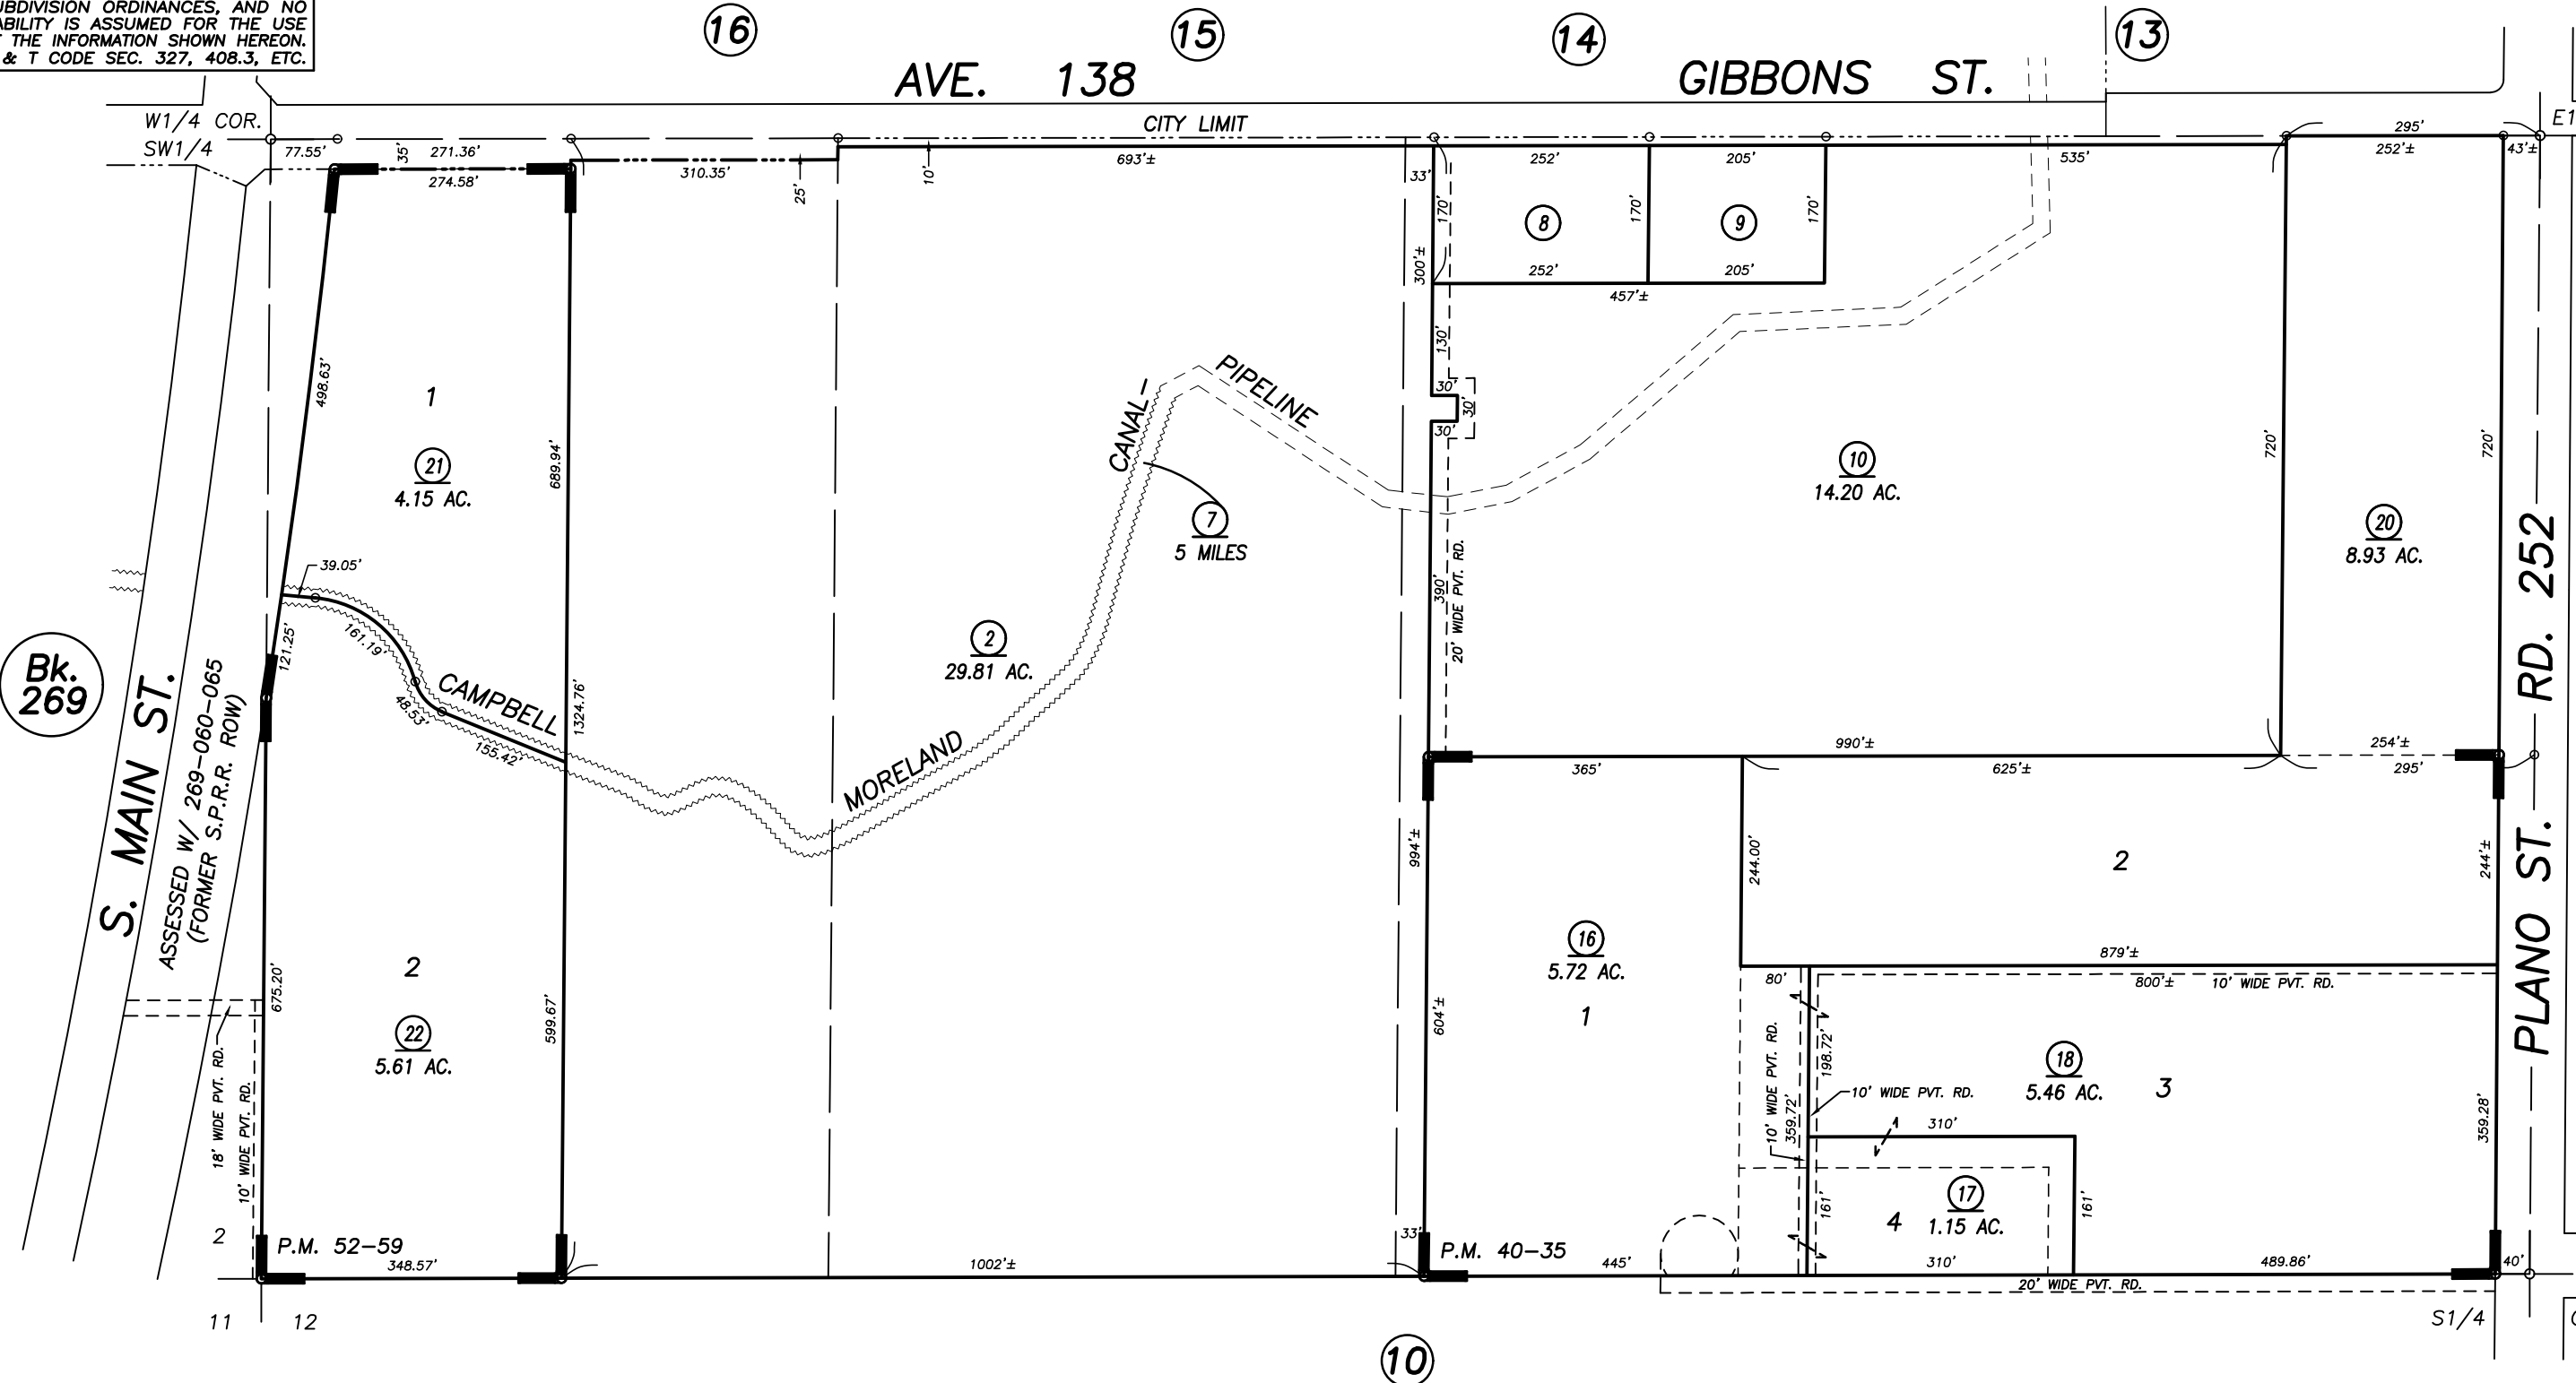 UBDIVISION ORDINANCES, AND NO
ABILITY IS ASSUMED FOR THE USE
THE INFORMATION SHOWN HEREON.
& T CODE SEC. 327, 408.3, ETC.
16
15
14
13
AVE. 138
GIBBONS ST.
W1/4 COR.
SW1/4
CITY LIMIT
E1
77.55'
35'
271.36'
274.58'
310.35'
25'
10'
693'±
33'
252'
205'
535'
295'
252'±
43'±
170'
170'
170'
8
9
252'
205'
457'±
300'±
130'
30'
30'
30'
498.63'
1
21
4.15 AC.
689.94'
CANAL-
PIPELINE
7
5 MILES
10
14.20 AC.
720'
720'
20
8.93 AC.
390'
20' WIDE PVT. RD.
39.05'
161.19'
121.25'
48.53'
CAMPBELL
155.42'
1324.76'
2
29.81 AC.
MORELAND
Bk.
269
S. MAIN ST.
ASSESSED W/ 269-060-065
(FORMER S.P.R.R. ROW)
PLANO ST.
RD. 252
990'±
365'
625'±
254'±
295'
994'±
244.00'
2
244'±
16
5.72 AC.
1
604'±
879'±
80'
800'±
10' WIDE PVT. RD.
675.20'
2
22
5.61 AC.
599.67'
18' WIDE PVT. RD.
10' WIDE PVT. RD.
10' WIDE PVT. RD.
359.72'
198.72'
10' WIDE PVT. RD.
18
5.46 AC.
3
310'
359.28'
161'
4
17
1.15 AC.
161'
2
P.M. 52-59
348.57'
1002'±
33'
P.M. 40-35
445'
310'
489.86'
40'
20' WIDE PVT. RD.
11
12
S1/4
10